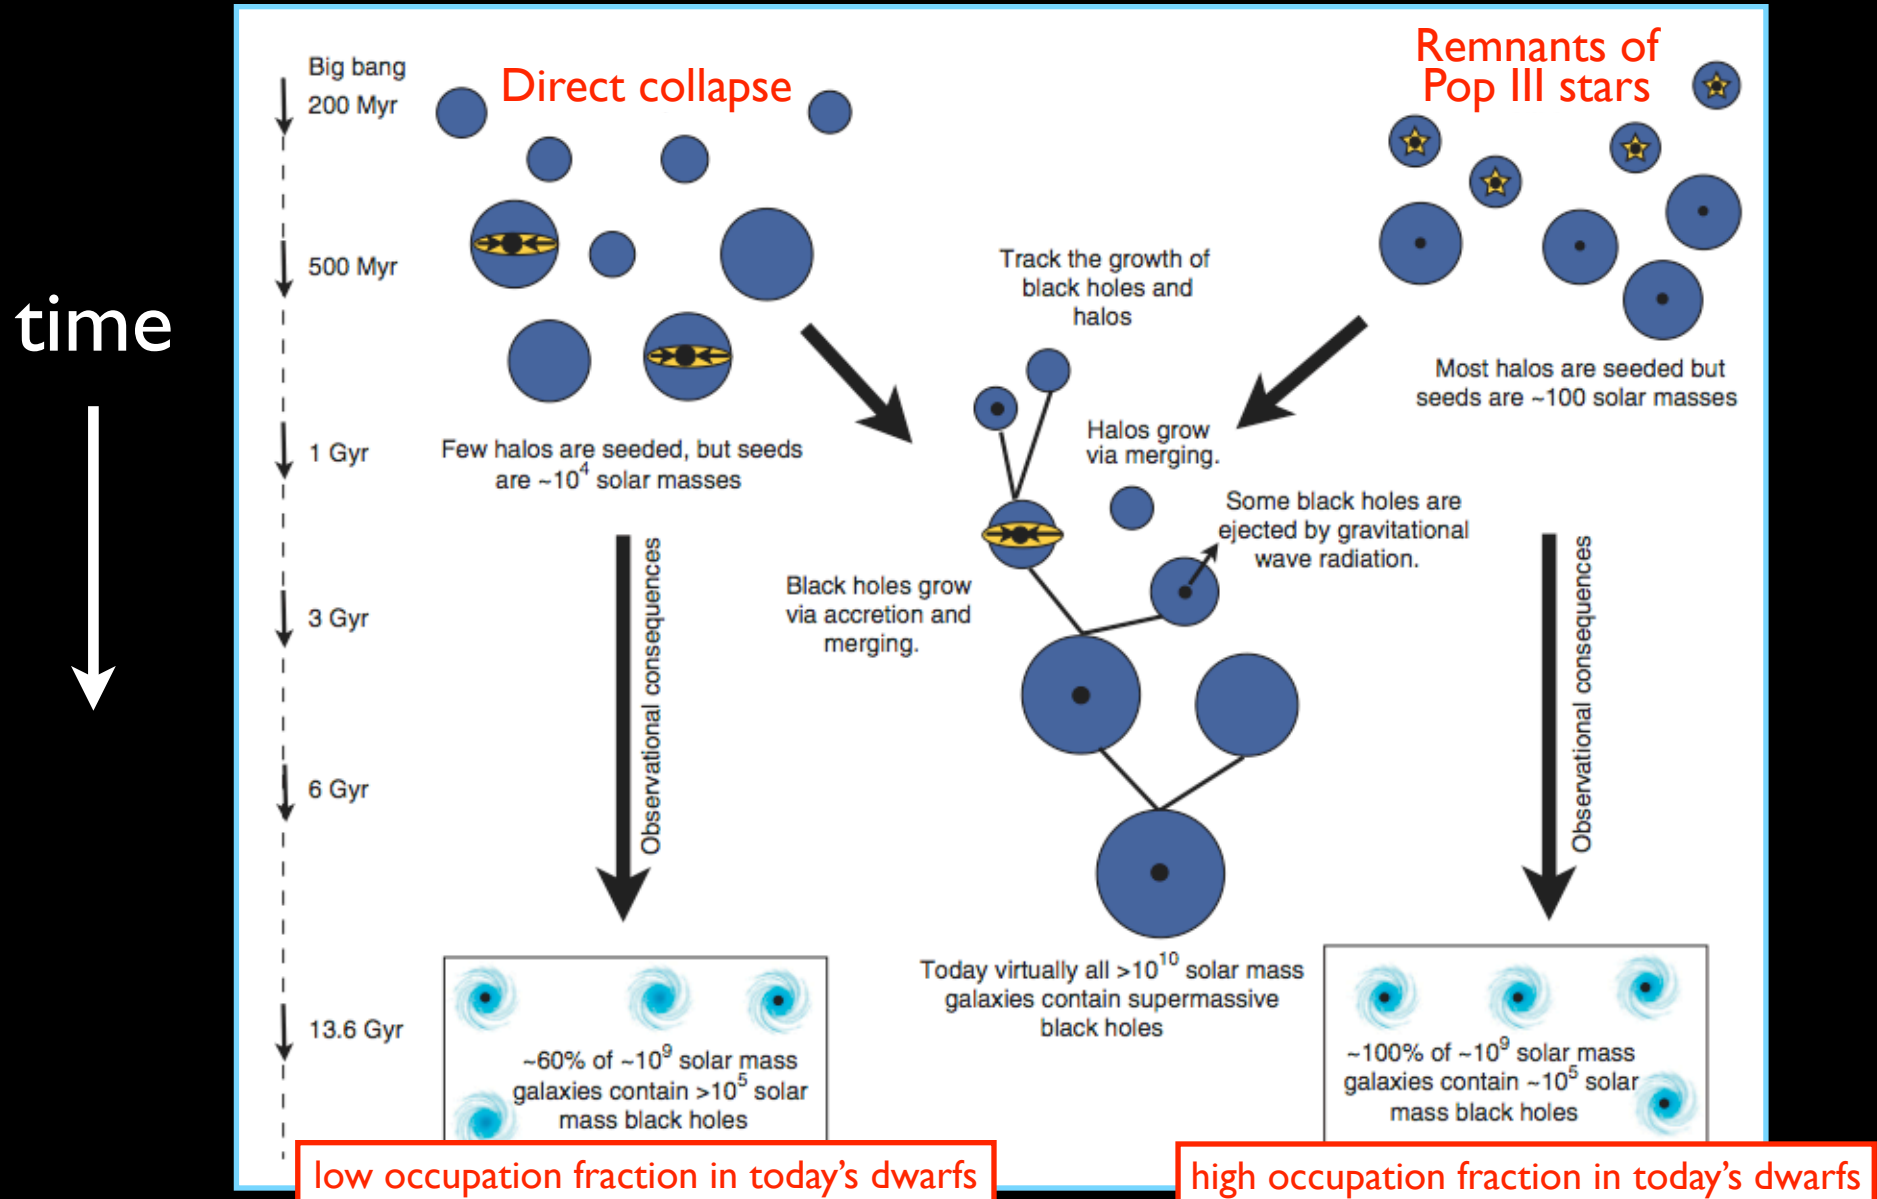 time
Big bang
200 Myr
500 Myr
1 Gyr
3 Gyr
6 Gyr
13.6 Gyr
Direct collapse
Few halos are seeded, but seeds
are ~10⁴ solar masses
Observational consequences
~60% of ~10⁹ solar mass
galaxies contain >10⁵ solar
mass black holes
low occupation fraction in today's dwarfs
Track the growth of
black holes and
halos
Halos grow
via merging.
Some black holes are
ejected by gravitational
wave radiation.
Black holes grow
via accretion and
merging.
Today virtually all >10¹⁰ solar mass
galaxies contain supermassive
black holes
Remnants of
Pop III stars
Most halos are seeded but
seeds are ~100 solar masses
Observational consequences
~100% of ~10⁹ solar mass
galaxies contain ~10⁵ solar
mass black holes
high occupation fraction in today's dwarfs